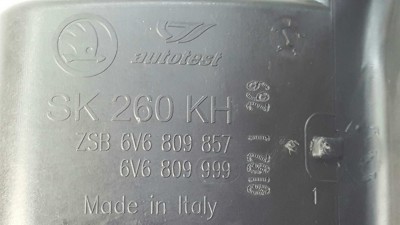 autotest
SK 260 KH
ZSB 6V6 809 857
6V6 809 999
Made in Italy
1